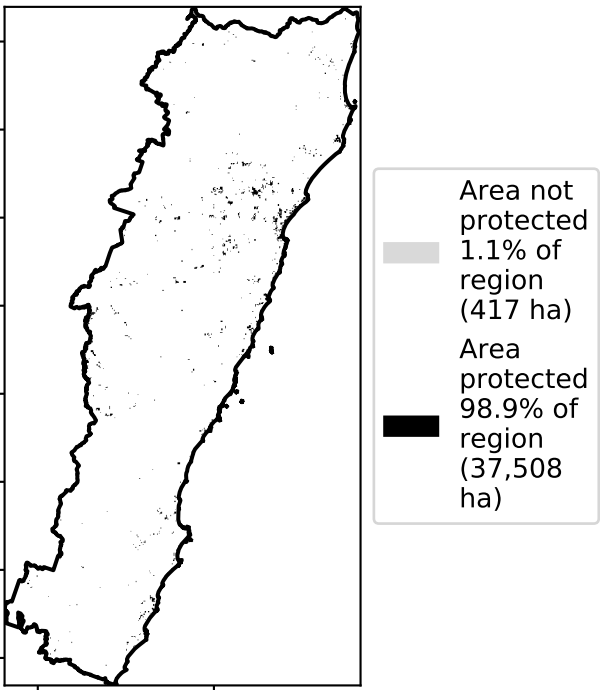 Area not
protected
1.1% of
region
(417 ha)
Area
protected
98.9% of
region
(37,508
ha)